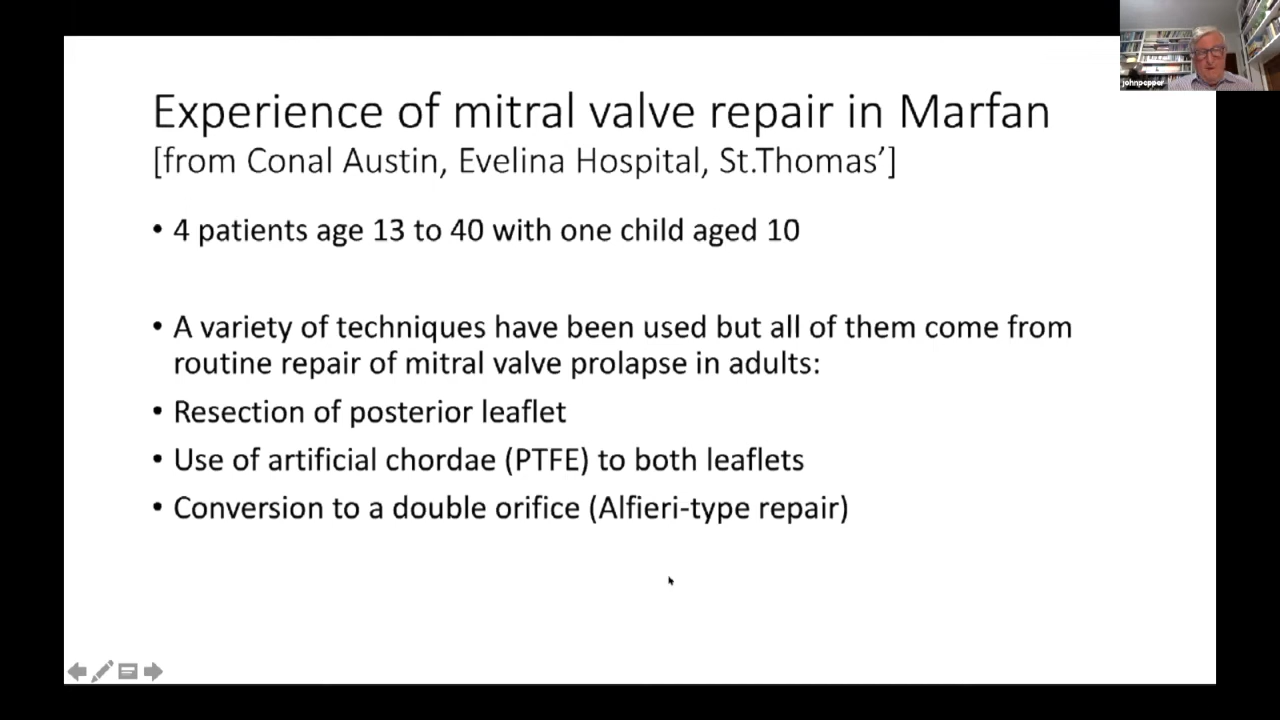 Experience of mitral valve repair in Marfan
[from Conal Austin, Evelina Hospital, St.Thomas’]
• 4 patients age 13 to 40 with one child aged 10
• A variety of techniques have been used but all of them come from
routine repair of mitral valve prolapse in adults:
• Resection of posterior leaflet
• Use of artificial chordae (PTFE) to both leaflets
• Conversion to a double orifice (Alfieri-type repair)
johnpepper